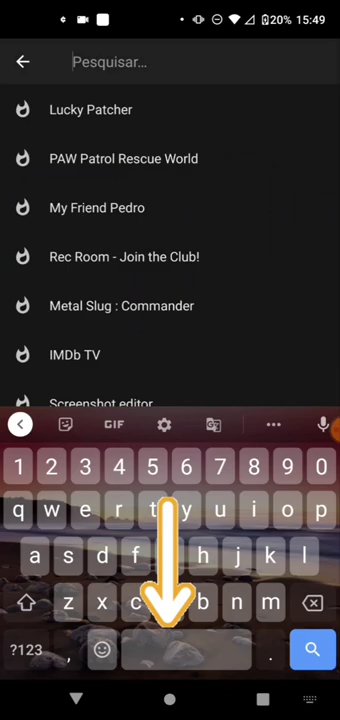 20% 15:49
Pesquisar...
Lucky Patcher
PAW Patrol Rescue World
My Friend Pedro
Rec Room - Join the Club!
Metal Slug : Commander
IMDb TV
Screenshot editor
GIF
1 2 3 4 5 6 7 8 9 0
q w e r t y u i o p
a s d f h j k l
z x c b n m
?123 , .